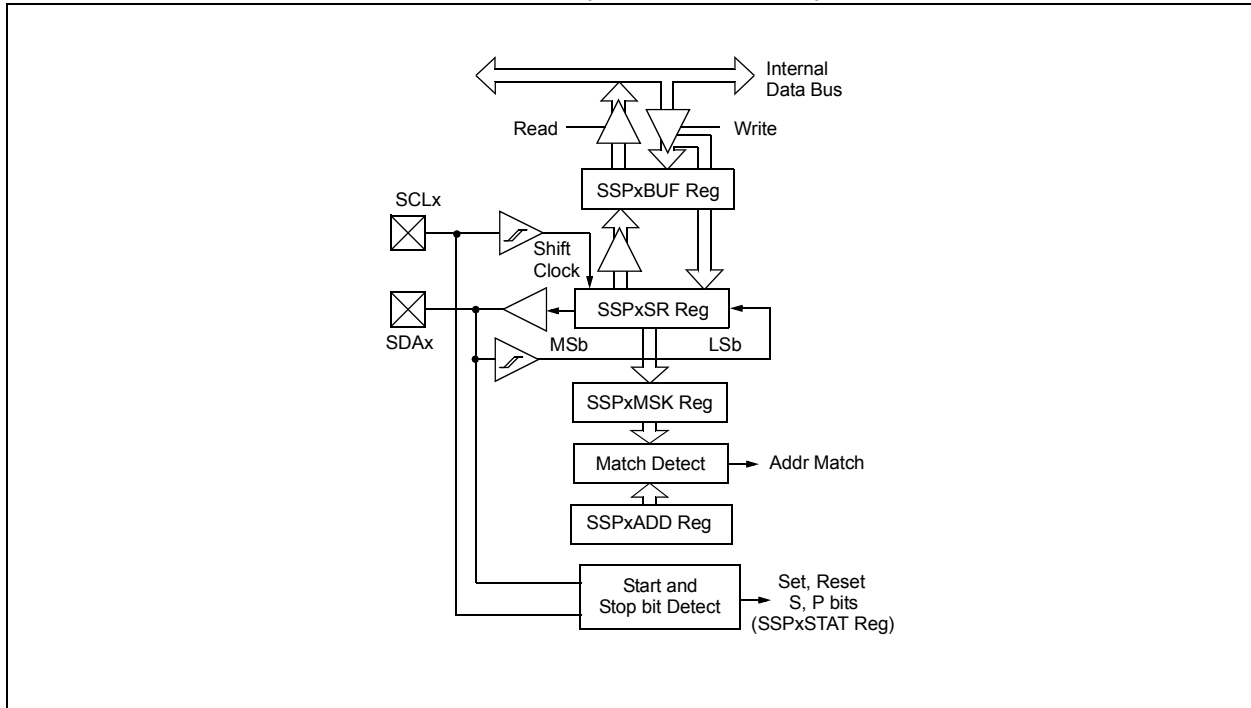 Internal
Data Bus
Read
Write
SSPxBUF Reg
SCLx
Shift
Clock
SSPxSR Reg
SDAx
MSb
LSb
SSPxMSK Reg
Match Detect
Addr Match
SSPxADD Reg
Start and
Stop bit Detect
Set, Reset
S, P bits
(SSPxSTAT Reg)